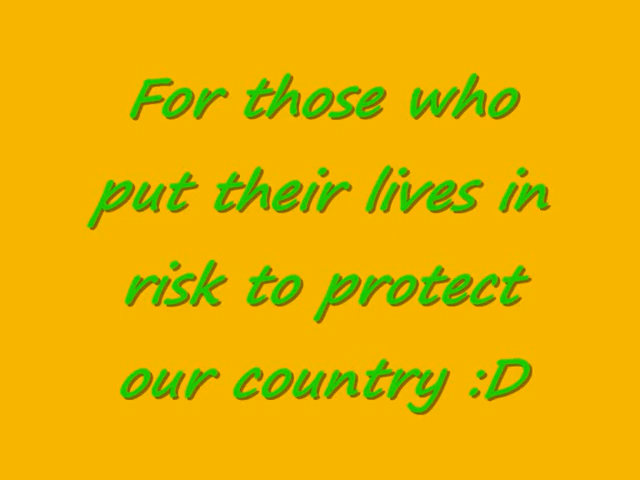 For those who
put their lives in
risk to protect
our country :D